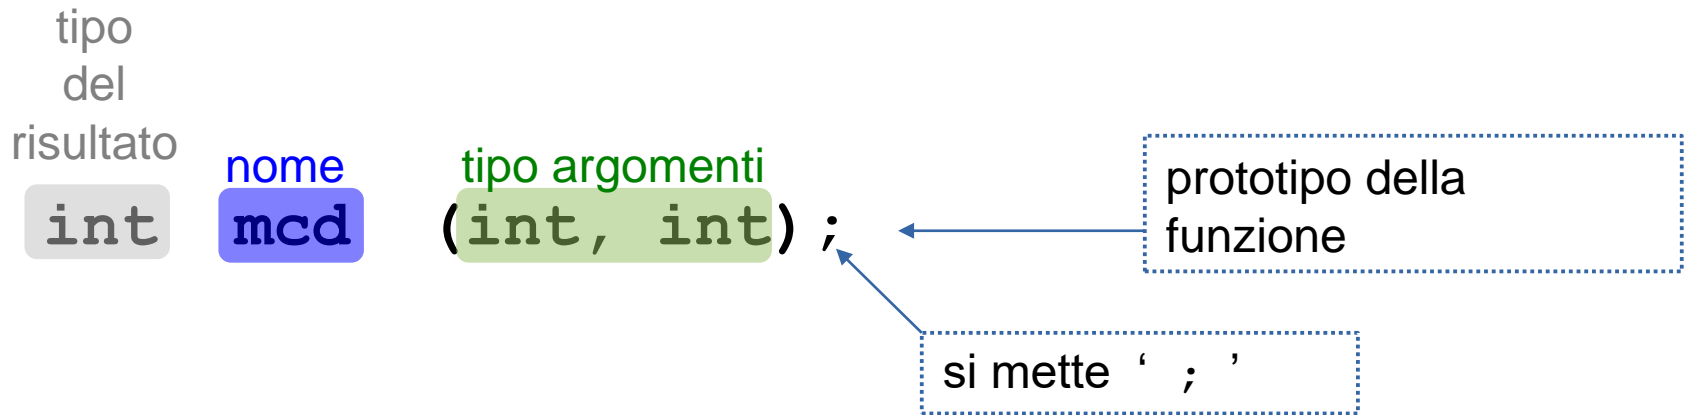 tipo
del
risultato
nome
tipo argomenti
int mcd (int, int);
prototipo della
funzione
si mette ‘ ; ’